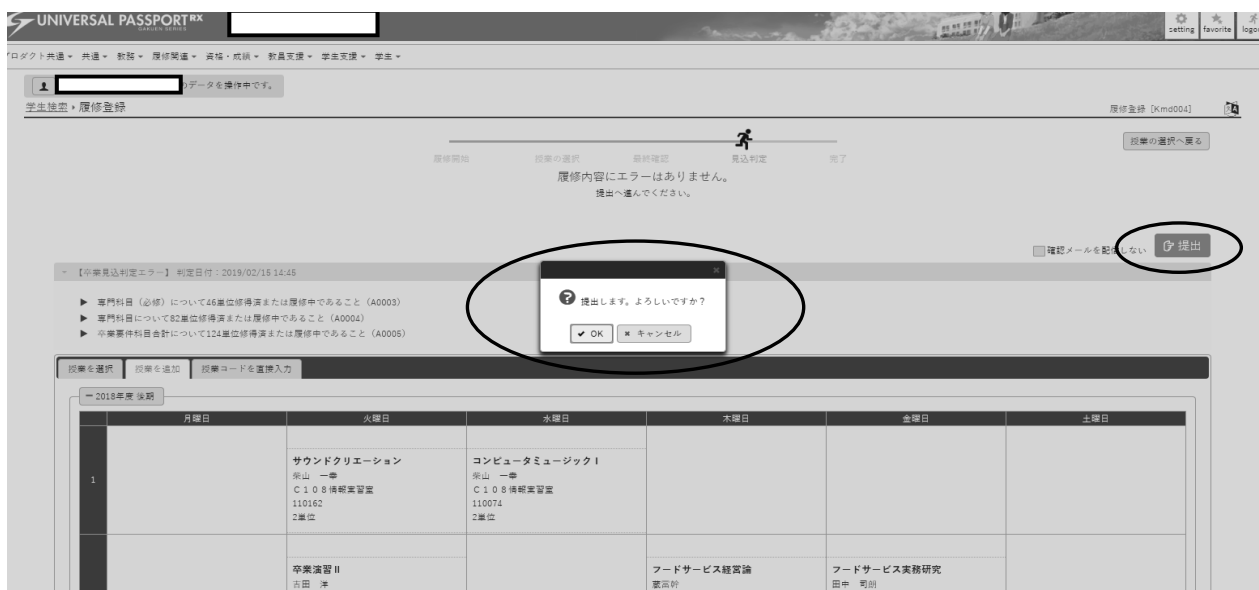 UNIVERSAL PASSPORT RX
GAKUEN SERIES
setting favorite logou
プロダクト共通 共通 教務 履修関連 資格・成績 教員支援 学生支援 学生
のデータを操作中です。
学生検索 › 履修登録
履修登録 [Kmd004]
授業の選択へ戻る
履修開始 授業の選択 最終確認 見込判定 完了
履修内容にエラーはありません。
提出へ進んでください。
確認メールを配信しない 提出
【卒業見込判定エラー】 判定日付：2019/02/15 14:45
▶ 専門科目（必修）について46単位修得済または履修中であること（A0003）
▶ 専門科目について82単位修得済または履修中であること（A0004）
▶ 卒業要件科目合計について124単位修得済または履修中であること（A0005）
提出します。よろしいですか？
✔ OK ✖ キャンセル
授業を選択 授業を追加 授業コードを直接入力
ー 2018年度 後期
月曜日 火曜日 水曜日 木曜日 金曜日 土曜日
1
サウンドクリエーション
柴山 一幸
Ｃ１０８情報実習室
110162
2単位
コンピュータミュージックⅠ
柴山 一幸
Ｃ１０８情報実習室
110074
2単位
卒業演習Ⅱ
吉田 洋
フードサービス経営論
蔵富幹
フードサービス実務研究
田中 司朗